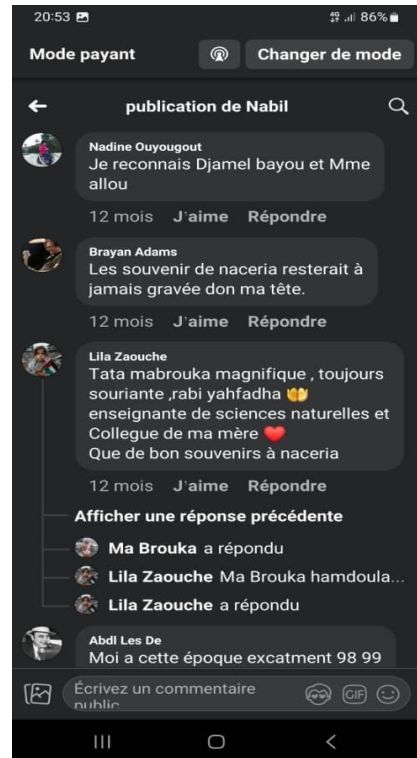 20:53 4G 86%
Mode payant Changer de mode
publication de Nabil
Nadine Ouyougout
Je reconnais Djamel bayou et Mme
allou
12 mois J'aime Répondre
Brayan Adams
Les souvenir de naceria resterait à
jamais gravée don ma tête.
12 mois J'aime Répondre
Lila Zaouche
Tata mabrouka magnifique , toujours
souriante ,rabi yahfadha 🤲
enseignante de sciences naturelles et
Collegue de ma mère ❤️
Que de bon souvenirs à naceria
12 mois J'aime Répondre
Afficher une réponse précédente
Ma Brouka a répondu
Lila Zaouche Ma Brouka hamdoula...
Lila Zaouche a répondu
Abdl Les De
Moi a cette époque excatment 98 99
Écrivez un commentaire
public
GIF